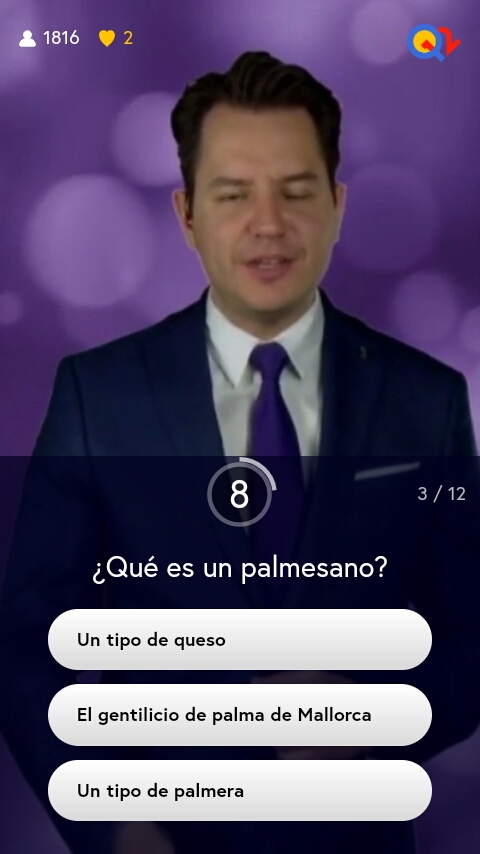 1816 2
8
3 / 12
¿Qué es un palmesano?
Un tipo de queso
El gentilicio de palma de Mallorca
Un tipo de palmera